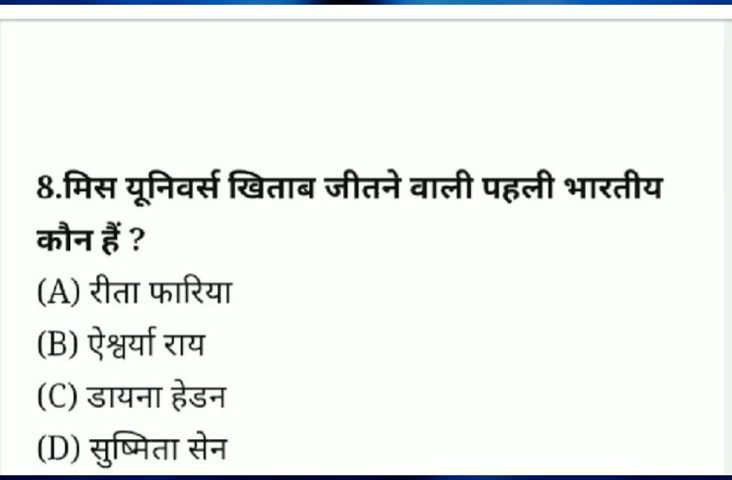 8.मिस यूनिवर्स खिताब जीतने वाली पहली भारतीय
कौन हैं ?
(A) रीता फारिया
(B) ऐश्वर्या राय
(C) डायना हेडन
(D) सुष्मिता सेन